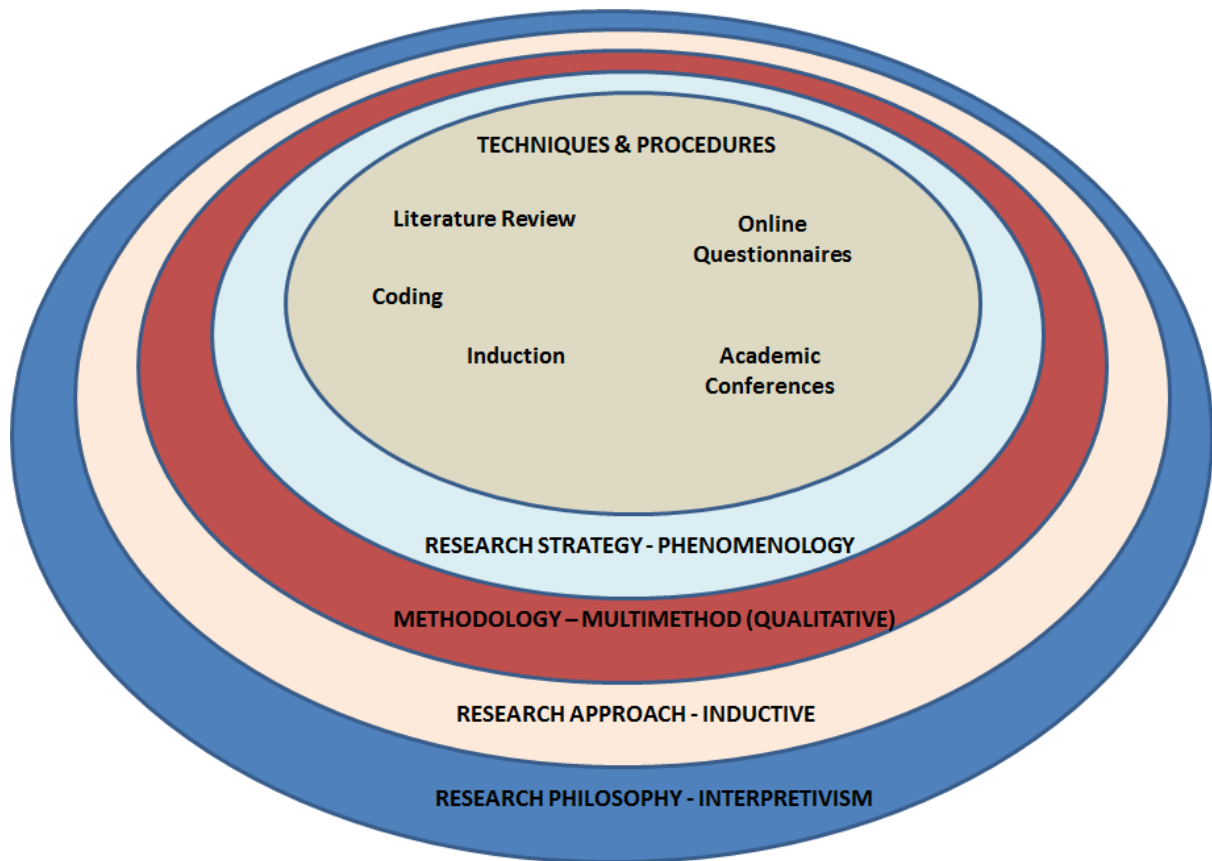 TECHNIQUES & PROCEDURES
Literature Review
Online
Questionnaires
Coding
Induction
Academic
Conferences
RESEARCH STRATEGY - PHENOMENOLOGY
METHODOLOGY – MULTIMETHOD (QUALITATIVE)
RESEARCH APPROACH - INDUCTIVE
RESEARCH PHILOSOPHY - INTERPRETIVISM